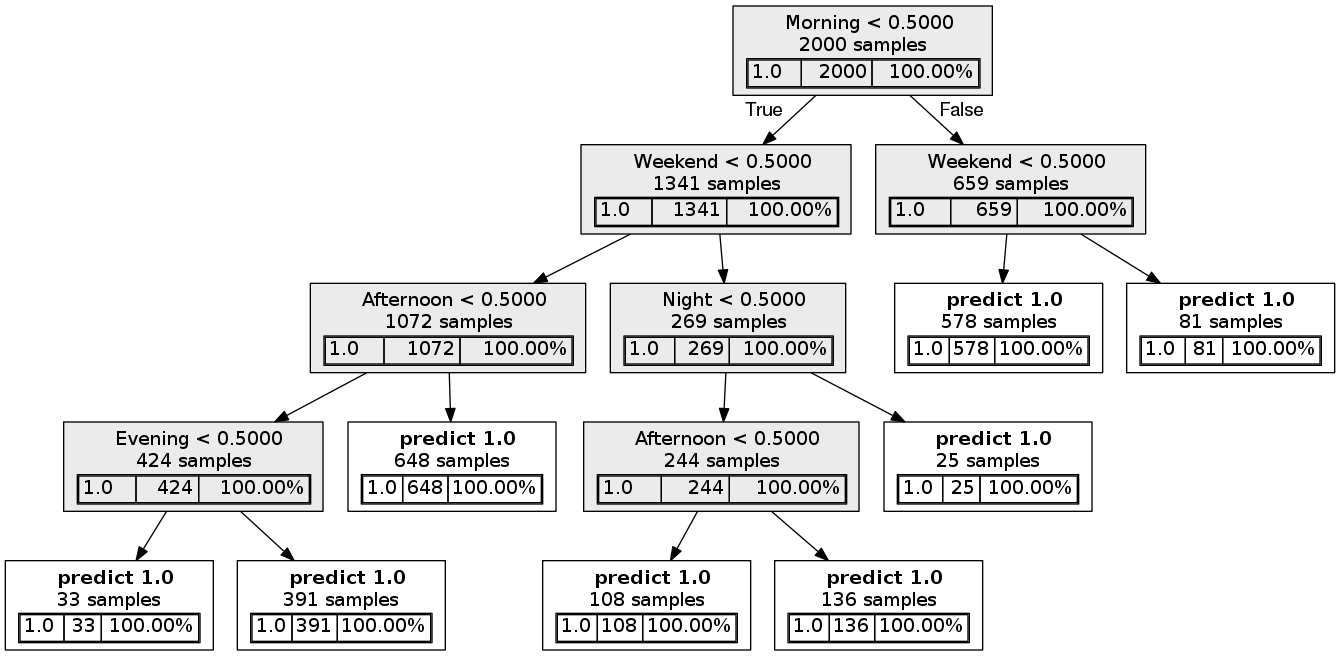 Morning < 0.5000
2000 samples
1.0 2000 100.00%
True False
Weekend < 0.5000
1341 samples
1.0 1341 100.00%
Weekend < 0.5000
659 samples
1.0 659 100.00%
Afternoon < 0.5000
1072 samples
1.0 1072 100.00%
Night < 0.5000
269 samples
1.0 269 100.00%
predict 1.0
578 samples
1.0 578 100.00%
predict 1.0
81 samples
1.0 81 100.00%
Evening < 0.5000
424 samples
1.0 424 100.00%
predict 1.0
648 samples
1.0 648 100.00%
Afternoon < 0.5000
244 samples
1.0 244 100.00%
predict 1.0
25 samples
1.0 25 100.00%
predict 1.0
33 samples
1.0 33 100.00%
predict 1.0
391 samples
1.0 391 100.00%
predict 1.0
108 samples
1.0 108 100.00%
predict 1.0
136 samples
1.0 136 100.00%